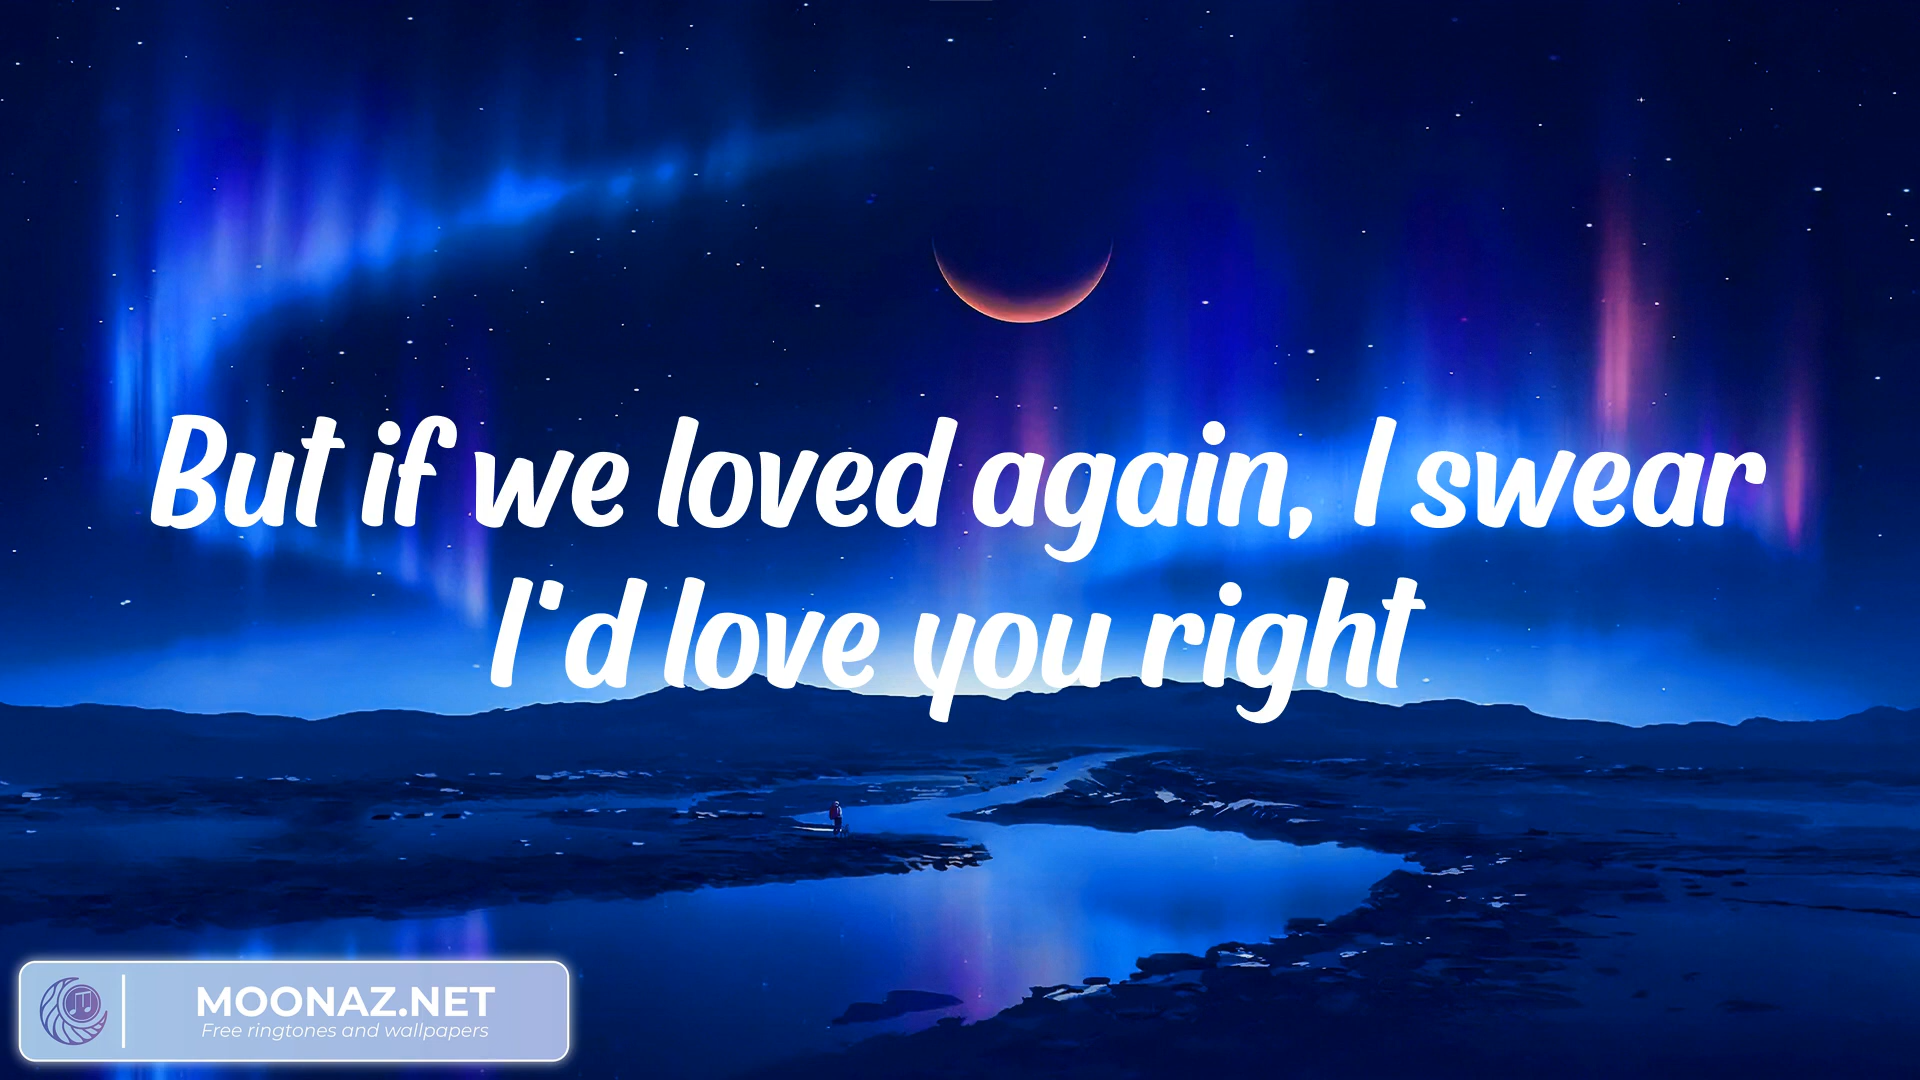 But if we loved again, I swear
I'd love you right
MOONAZ.NET
Free ringtones and wallpapers